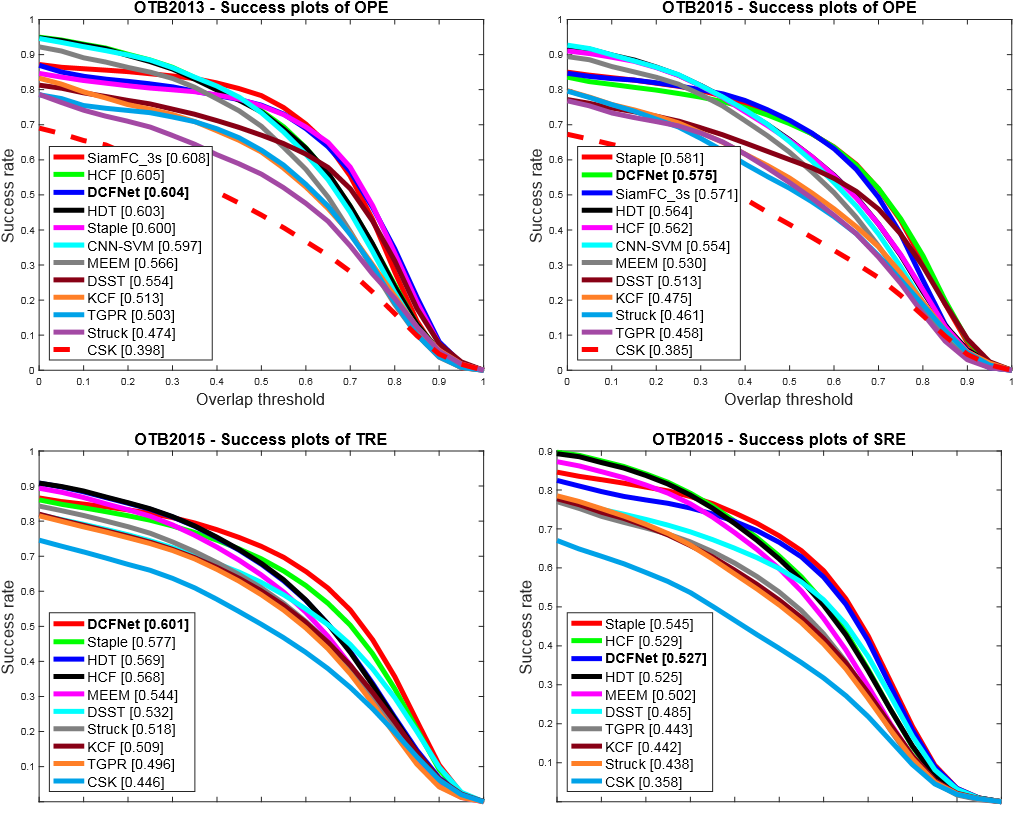 OTB2013 - Success plots of OPE
1
0.9
0.8
0.7
0.6
0.5
0.4
0.3
0.2
0.1
0
Success rate
SiamFC_3s [0.608]
HCF [0.605]
DCFNet [0.604]
HDT [0.603]
Staple [0.600]
CNN-SVM [0.597]
MEEM [0.566]
DSST [0.554]
KCF [0.513]
TGPR [0.503]
Struck [0.474]
CSK [0.398]
0 0.1 0.2 0.3 0.4 0.5 0.6 0.7 0.8 0.9 1
Overlap threshold
OTB2015 - Success plots of OPE
1
0.9
0.8
0.7
0.6
0.5
0.4
0.3
0.2
0.1
0
Success rate
Staple [0.581]
DCFNet [0.575]
SiamFC_3s [0.571]
HDT [0.564]
HCF [0.562]
CNN-SVM [0.554]
MEEM [0.530]
DSST [0.513]
KCF [0.475]
Struck [0.461]
TGPR [0.458]
CSK [0.385]
0 0.1 0.2 0.3 0.4 0.5 0.6 0.7 0.8 0.9 1
Overlap threshold
OTB2015 - Success plots of TRE
1
0.9
0.8
0.7
0.6
0.5
0.4
0.3
0.2
0.1
Success rate
DCFNet [0.601]
Staple [0.577]
HDT [0.569]
HCF [0.568]
MEEM [0.544]
DSST [0.532]
Struck [0.518]
KCF [0.509]
TGPR [0.496]
CSK [0.446]
OTB2015 - Success plots of SRE
0.9
0.8
0.7
0.6
0.5
0.4
0.3
0.2
0.1
Success rate
Staple [0.545]
HCF [0.529]
DCFNet [0.527]
HDT [0.525]
MEEM [0.502]
DSST [0.485]
TGPR [0.443]
KCF [0.442]
Struck [0.438]
CSK [0.358]